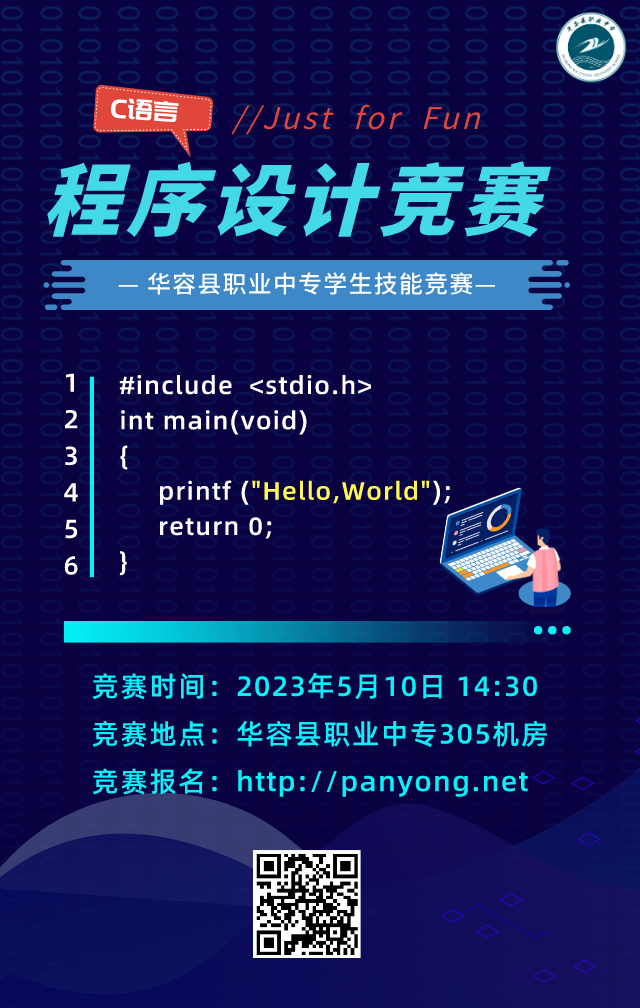 C语言
//Just for Fun
程序设计竞赛
— 华容县职业中专学生技能竞赛—
1 #include <stdio.h>
2 int main(void)
3 {
4 printf ("Hello,World");
5 return 0;
6 }
竞赛时间：2023年5月10日 14:30
竞赛地点：华容县职业中专305机房
竞赛报名：http://panyong.net